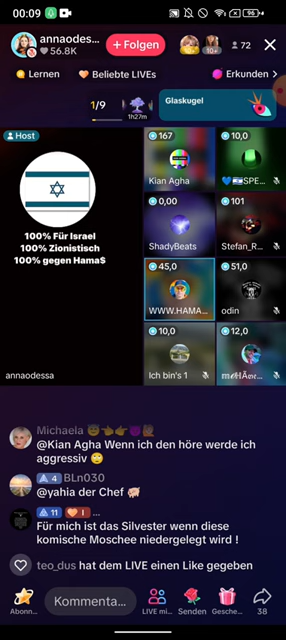 00:09
96%
annaodes...
56.8K
+ Folgen
10+
72
Lernen
Beliebte LIVEs
Erkunden
1/9
1h27m
Glaskugel
Host
167
10,0
Kian Agha
SPE...
100% Für Israel
100% Zionistisch
100% gegen Hama$
0,00
101
ShadyBeats
Stefan_R...
45,0
51,0
WWW.HAMA...
odin
10,0
12,0
annaodessa
Ich bin's 1
Michaela
@Kian Agha Wenn ich den höre werde ich
aggressiv
4 BLn030
@yahia der Chef
11 1 ...
Für mich ist das Silvester wenn diese
komische Moschee niedergelegt wird !
teo_dus hat dem LIVE einen Like gegeben
Kommenta...
Abonn...
LIVE mi...
Senden
Gesche...
38